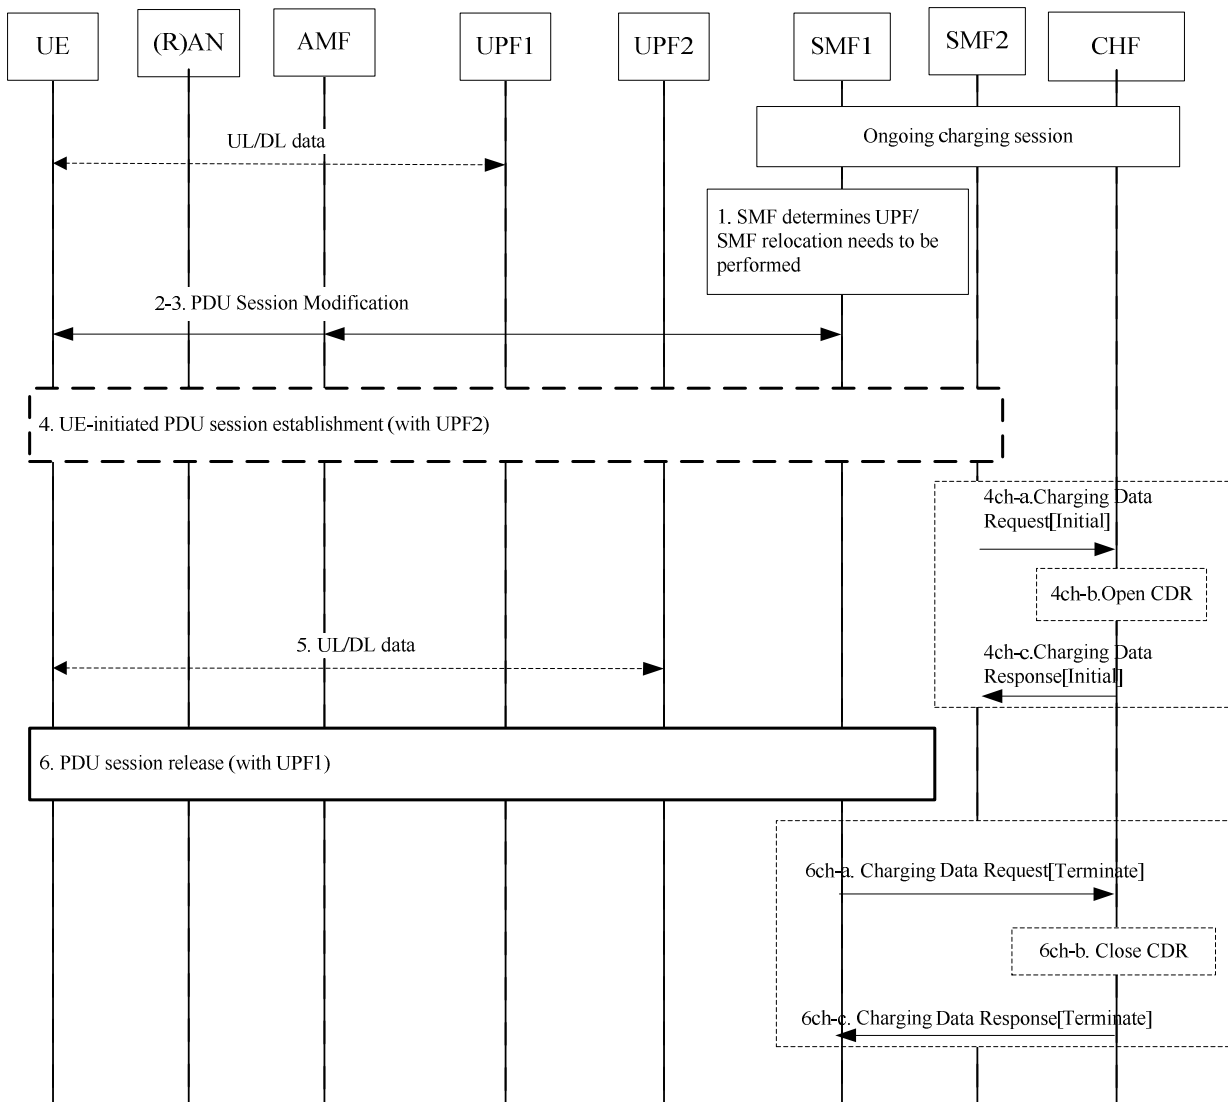 UE
(R)AN
AMF
UPF1
UPF2
SMF1
SMF2
CHF
UL/DL data
Ongoing charging session
1. SMF determines UPF/
SMF relocation needs to be
performed
2-3. PDU Session Modification
4. UE-initiated PDU session establishment (with UPF2)
4ch-a.Charging Data
Request[Initial]
4ch-b.Open CDR
5. UL/DL data
4ch-c.Charging Data
Response[Initial]
6. PDU session release (with UPF1)
6ch-a. Charging Data Request[Terminate]
6ch-b. Close CDR
6ch-c. Charging Data Response[Terminate]